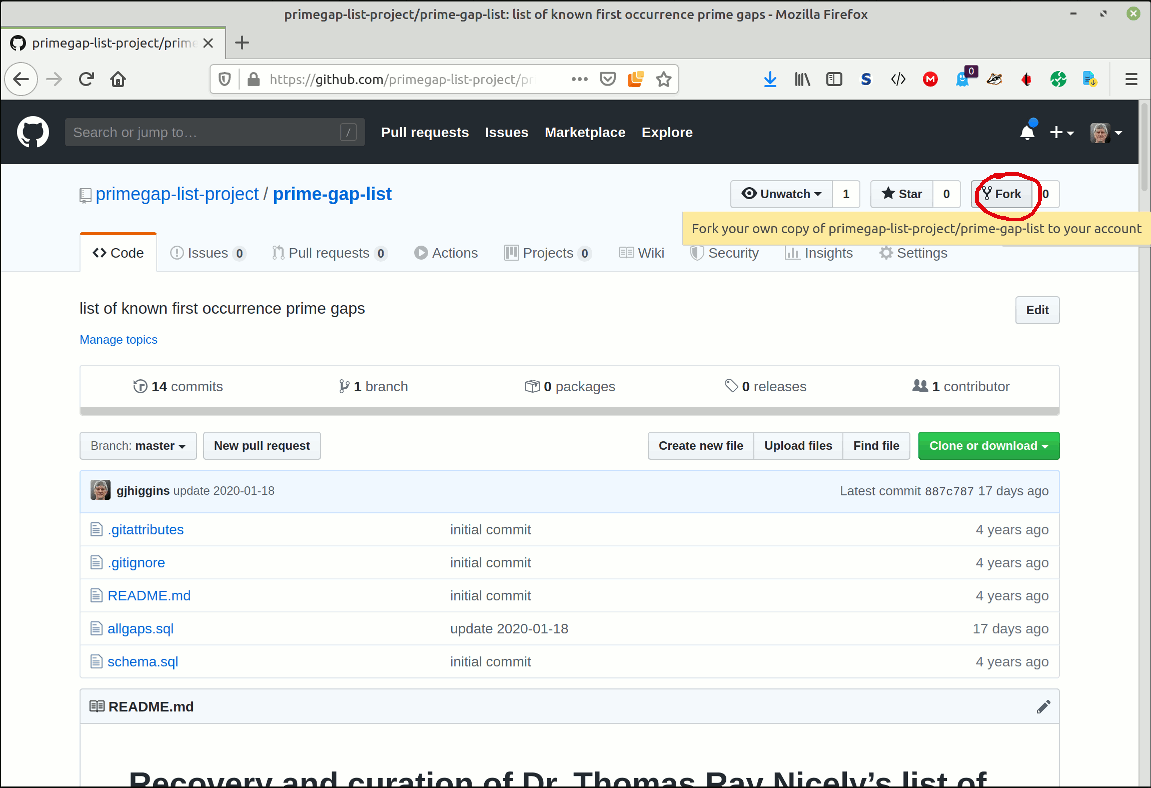 primegap-list-project/prime-gap-list: list of known first occurrence prime gaps - Mozilla Firefox
primegap-list-project/prim
https://github.com/primegap-list-project/pr
S
M
0
Search or jump to…
/
Pull requests
Issues
Marketplace
Explore
primegap-list-project / prime-gap-list
Unwatch
1
Star
0
Fork
0
Fork your own copy of primegap-list-project/prime-gap-list to your account
Code
Issues 0
Pull requests 0
Actions
Projects 0
Wiki
Security
Insights
Settings
list of known first occurrence prime gaps
Edit
Manage topics
14 commits
1 branch
0 packages
0 releases
1 contributor
Branch: master
New pull request
Create new file
Upload files
Find file
Clone or download
gjhiggins update 2020-01-18
Latest commit 887c787 17 days ago
.gitattributes
initial commit
4 years ago
.gitignore
initial commit
4 years ago
README.md
initial commit
4 years ago
allgaps.sql
update 2020-01-18
17 days ago
schema.sql
initial commit
4 years ago
README.md
Recovery and curation of Dr. Thomas Ray Nicely's list of